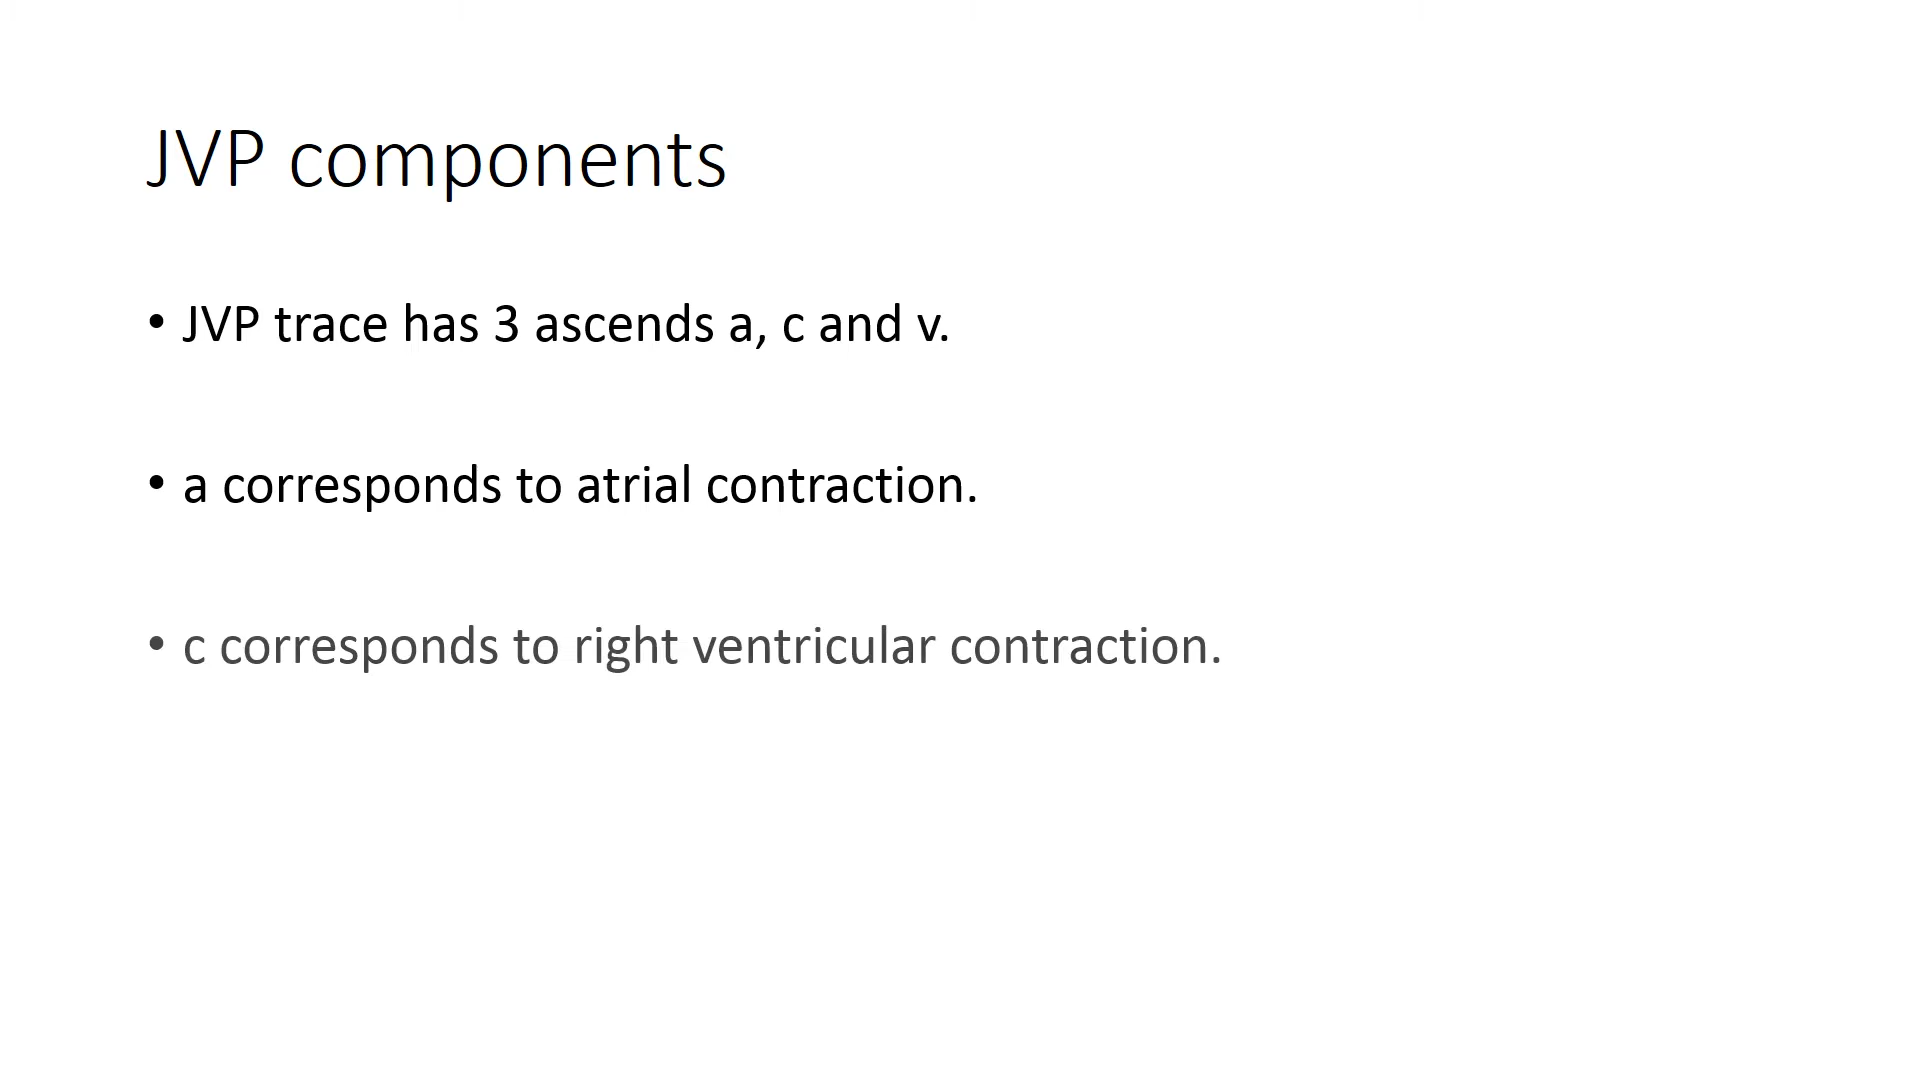 JVP components
• JVP trace has 3 ascends a, c and v.
• a corresponds to atrial contraction.
• c corresponds to right ventricular contraction.